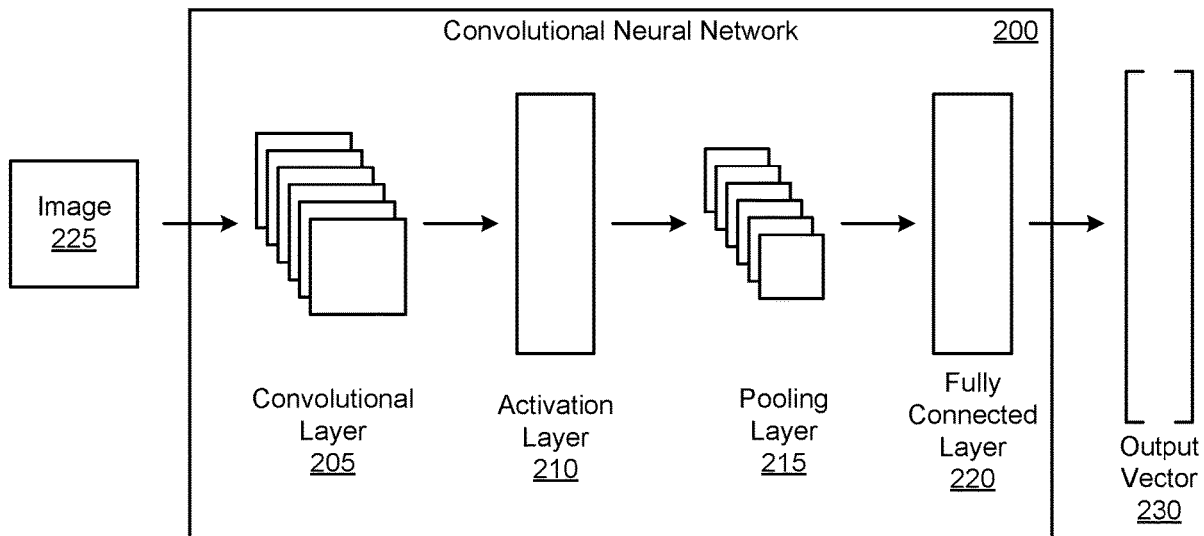 Convolutional Neural Network 200
Image
225
Convolutional
Layer
205
Activation
Layer
210
Pooling
Layer
215
Fully
Connected
Layer
220
Output
Vector
230